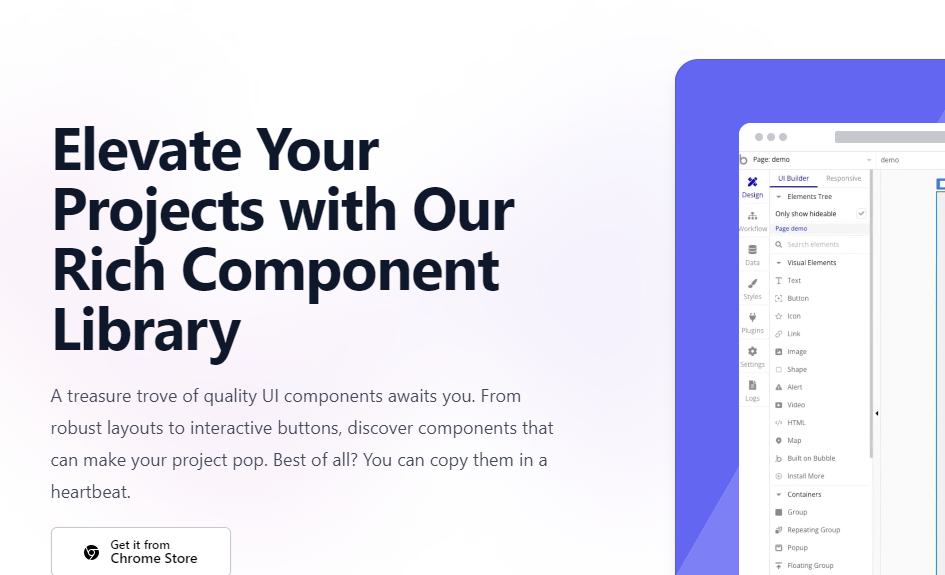 Elevate Your
Projects with Our
Rich Component
Library
A treasure trove of quality UI components awaits you. From
robust layouts to interactive buttons, discover components that
can make your project pop. Best of all? You can copy them in a
heartbeat.
Get it from
Chrome Store
Page: demo
demo
Design
Workflow
Data
Styles
Plugins
Settings
Logs
UI Builder
Responsive
Elements Tree
Only show hideable
Page demo
Search elements
Visual Elements
Text
Button
Icon
Link
Image
Shape
Alert
Video
HTML
Map
Built on Bubble
Install More
Containers
Group
Repeating Group
Popup
Floating Group